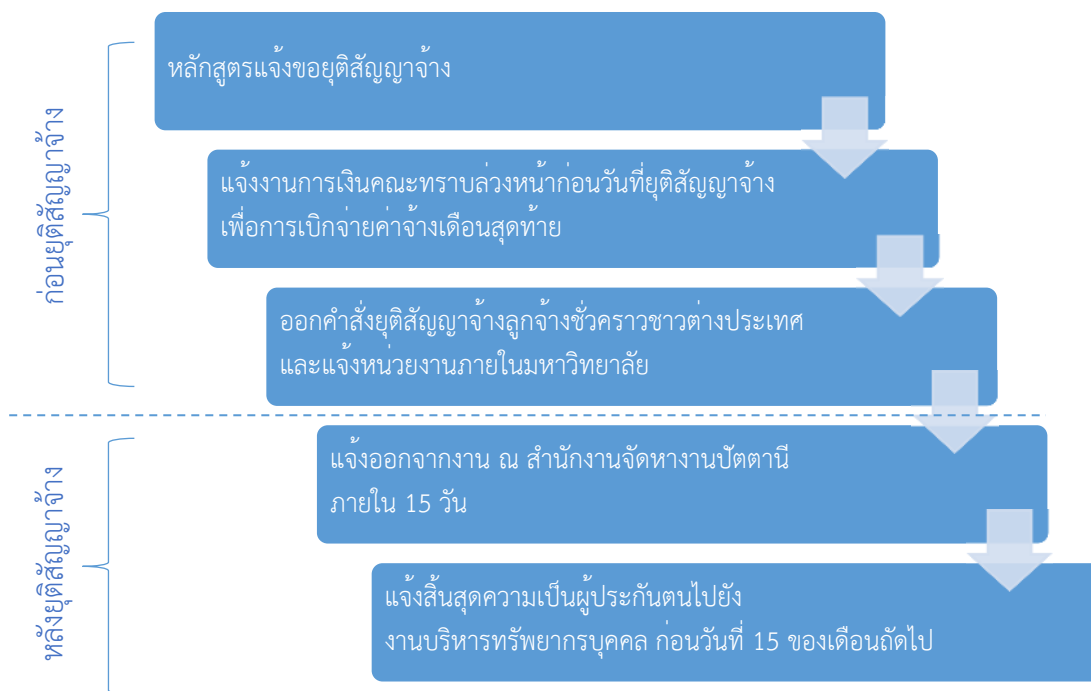 ก่อนยุติสัญญาจ้าง
หลักสูตรแจ้งขอยุติสัญญาจ้าง
แจ้งงานการเงินคณะทราบล่วงหน้าก่อนวันที่ยุติสัญญาจ้าง
เพื่อการเบิกจ่ายค่าจ้างเดือนสุดท้าย
ออกคำสั่งยุติสัญญาจ้างลูกจ้างชั่วคราวชาวต่างประเทศ
และแจ้งหน่วยงานภายในมหาวิทยาลัย
หลังยุติสัญญาจ้าง
แจ้งออกจากงาน ณ สำนักงานจัดหางานปัตตานี
ภายใน 15 วัน
แจ้งสิ้นสุดความเป็นผู้ประกันตนไปยัง
งานบริหารทรัพยากรบุคคล ก่อนวันที่ 15 ของเดือนถัดไป